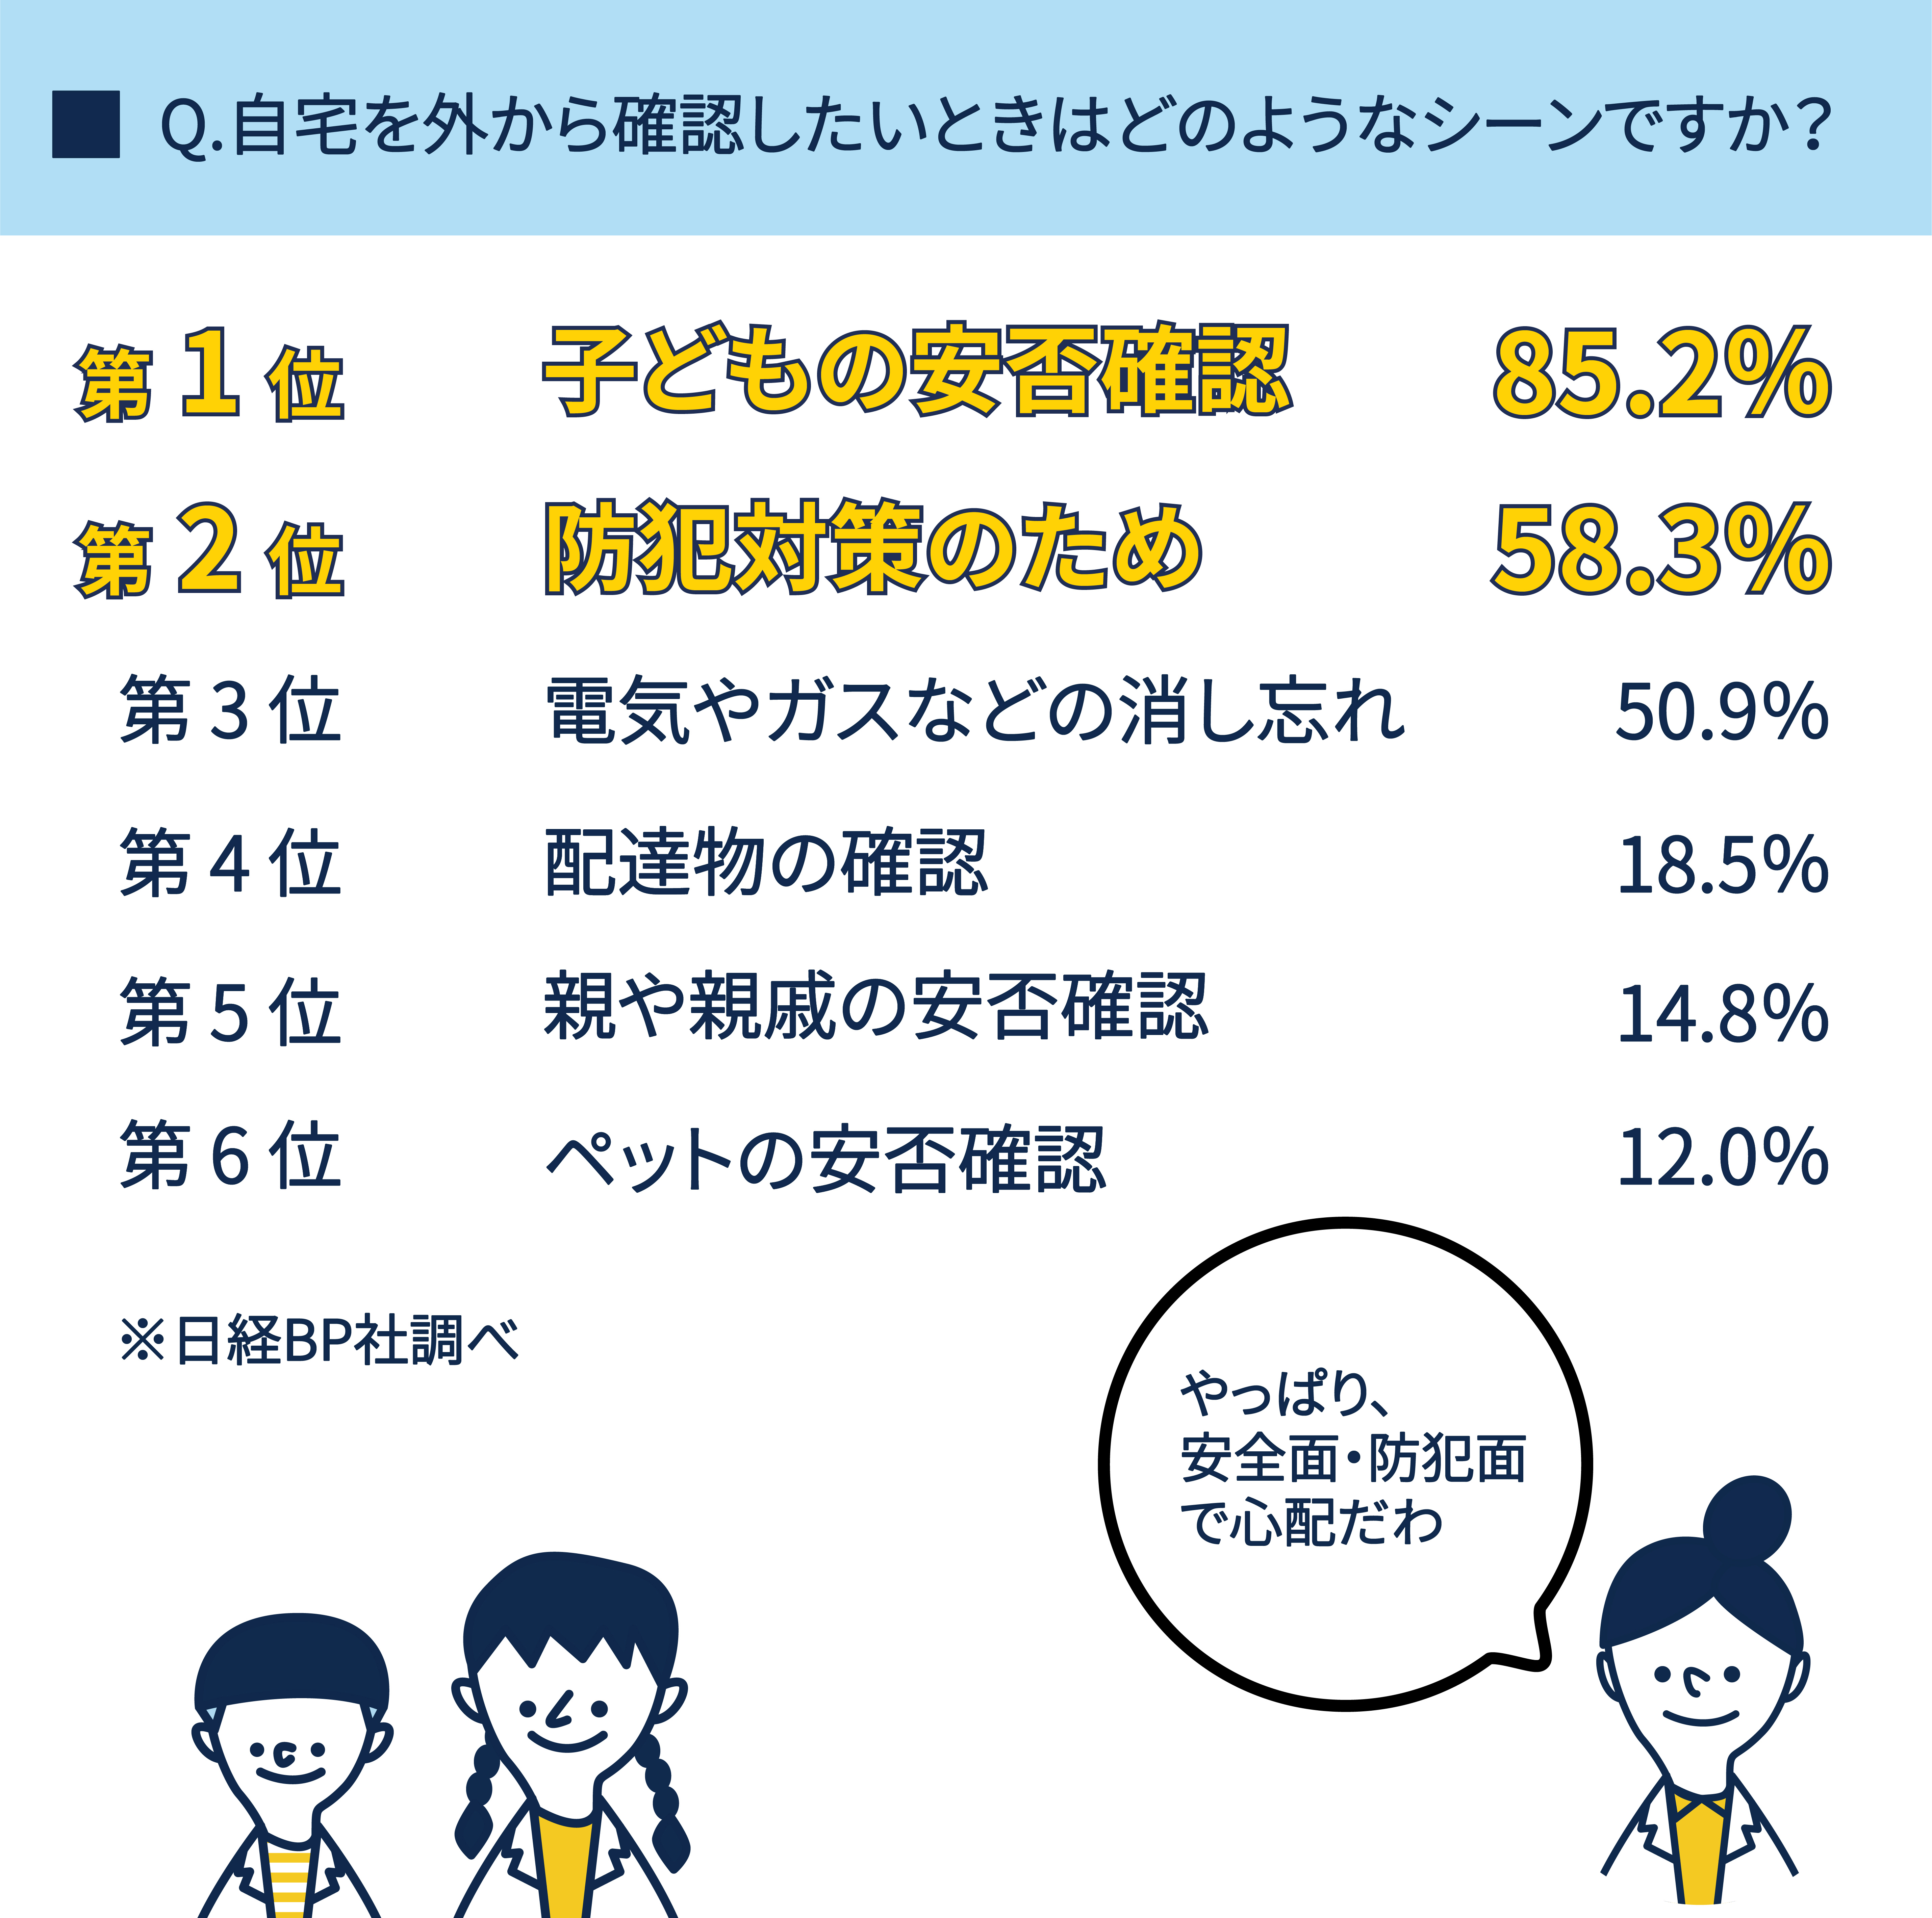 ■ Q.自宅を外から確認したいときはどのようなシーンですか?
第1位 子どもの安否確認 85.2%
第2位 防犯対策のため 58.3%
第3位 電気やガスなどの消し忘れ 50.9%
第4位 配達物の確認 18.5%
第5位 親や親戚の安否確認 14.8%
第6位 ペットの安否確認 12.0%
※日経BP社調べ
やっぱり、
安全面・防犯面
で心配だわ